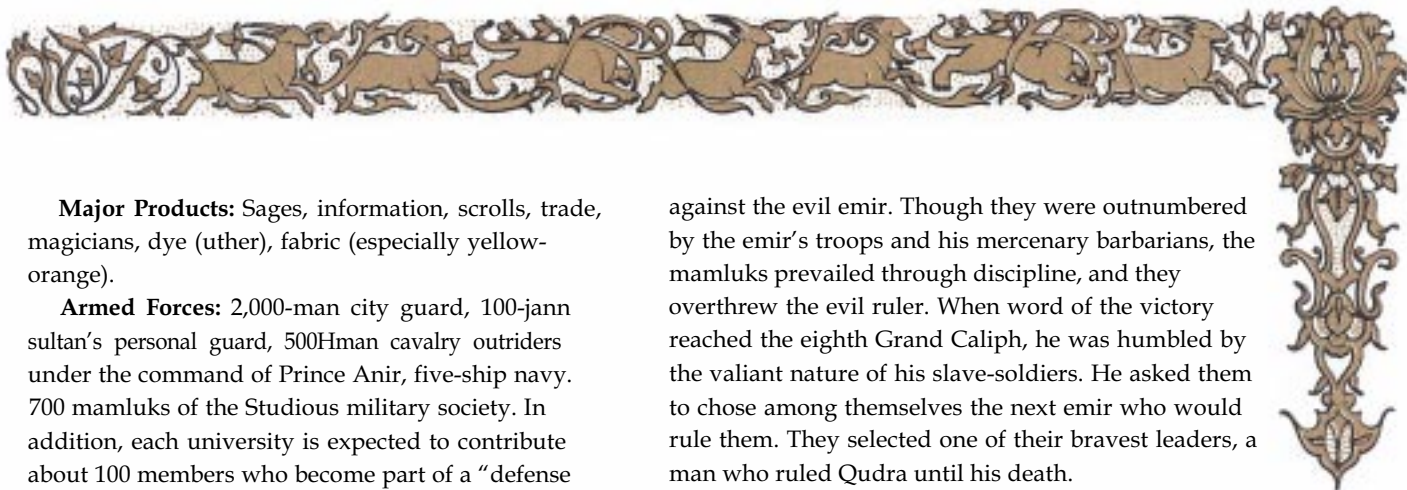 Major Products: Sages, information, scrolls, trade,
magicians, dye (uther), fabric (especially yellow-
orange).
Armed Forces: 2,000-man city guard, 100-jann
sultan's personal guard, 500Hman cavalry outriders
under the command of Prince Anir, five-ship navy.
700 mamluks of the Studious military society. In
addition, each university is expected to contribute
about 100 members who become part of a “defense
against the evil emir. Though they were outnumbered
by the emir's troops and his mercenary barbarians, the
mamluks prevailed through discipline, and they
overthrew the evil ruler. When word of the victory
reached the eighth Grand Caliph, he was humbled by
the valiant nature of his slave-soldiers. He asked them
to chose among themselves the next emir who would
rule them. They selected one of their bravest leaders, a
man who ruled Qudra until his death.